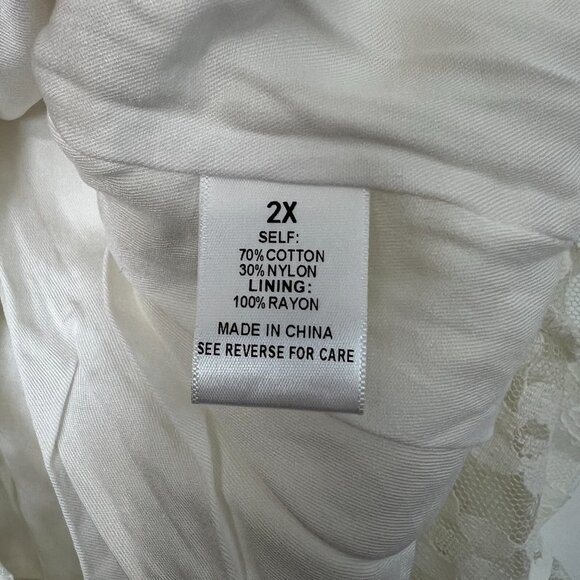 2X
SELF:
70%COTTON
30%NYLON
LINING:
100%RAYON
MADE IN CHINA
SEE REVERSE FOR CARE